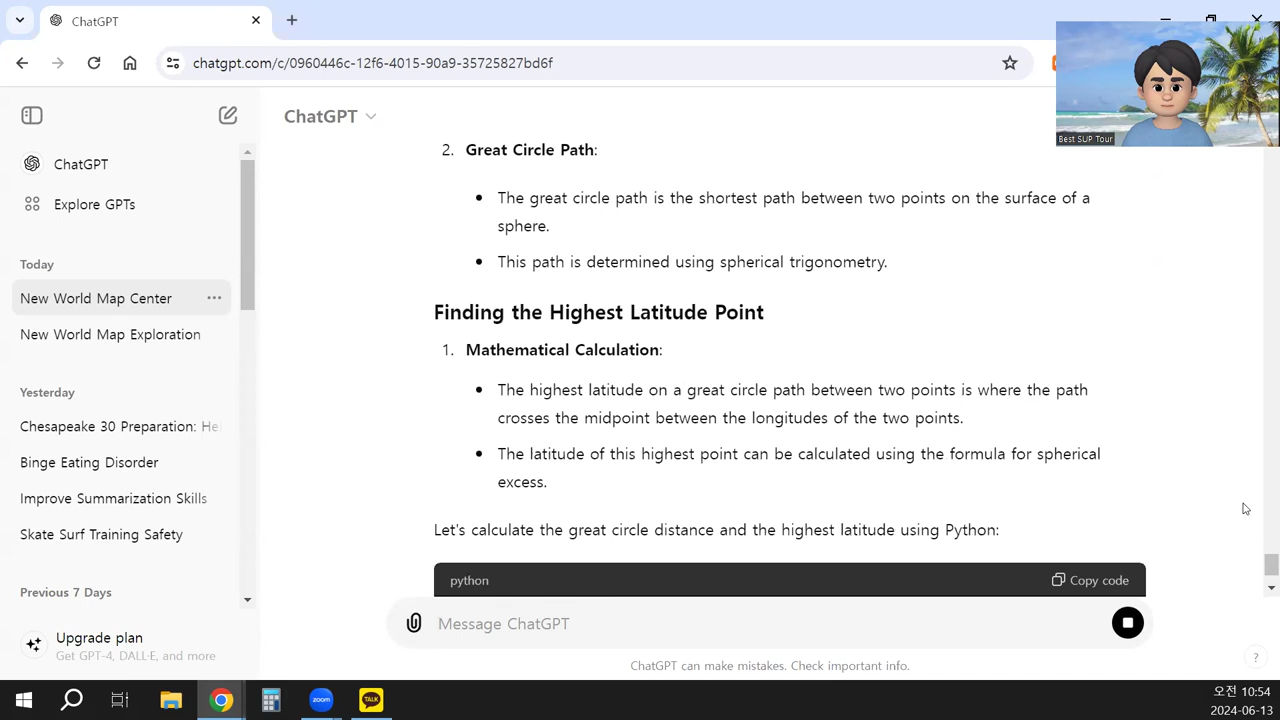 ChatGPT
chatgpt.com/c/0960446c-12f6-4015-90a9-35725827bd6f
Best SUP Tour
ChatGPT
ChatGPT
Explore GPTs
Today
New World Map Center
New World Map Exploration
Yesterday
Chesapeake 30 Preparation: He
Binge Eating Disorder
Improve Summarization Skills
Skate Surf Training Safety
Previous 7 Days
Upgrade plan
Get GPT-4, DALL·E, and more
2. Great Circle Path:
• The great circle path is the shortest path between two points on the surface of a
sphere.
• This path is determined using spherical trigonometry.
Finding the Highest Latitude Point
1. Mathematical Calculation:
• The highest latitude on a great circle path between two points is where the path
crosses the midpoint between the longitudes of the two points.
• The latitude of this highest point can be calculated using the formula for spherical
excess.
Let's calculate the great circle distance and the highest latitude using Python:
python
Copy code
Message ChatGPT
ChatGPT can make mistakes. Check important info.
?
zoom
TALK
오전 10:54
2024-06-13